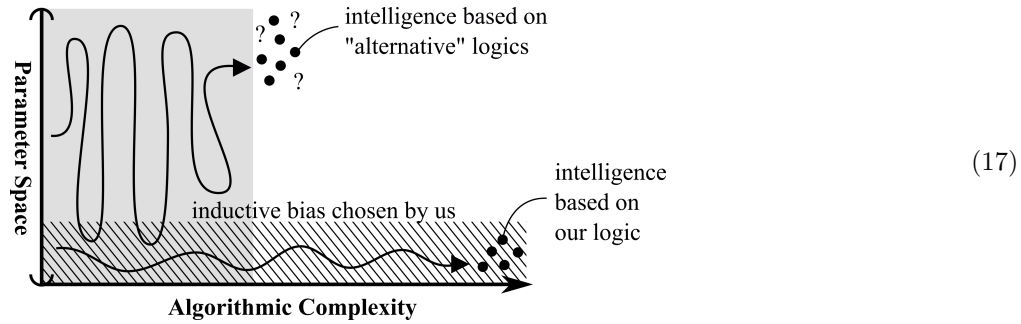 intelligence based on
"alternative" logics
?
?
?
Parameter Space
(17)
intelligence
based on
our logic
inductive bias chosen by us
Algorithmic Complexity